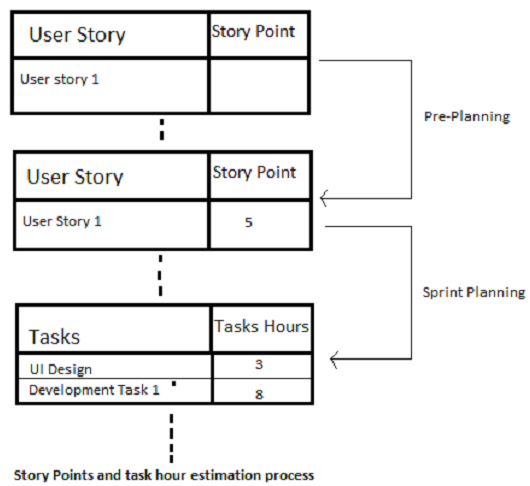 User Story Story Point
User story 1
Pre-Planning
User Story Story Point
User Story 1 5
Sprint Planning
Tasks Tasks Hours
UI Design 3
Development Task 1 8
Story Points and task hour estimation process